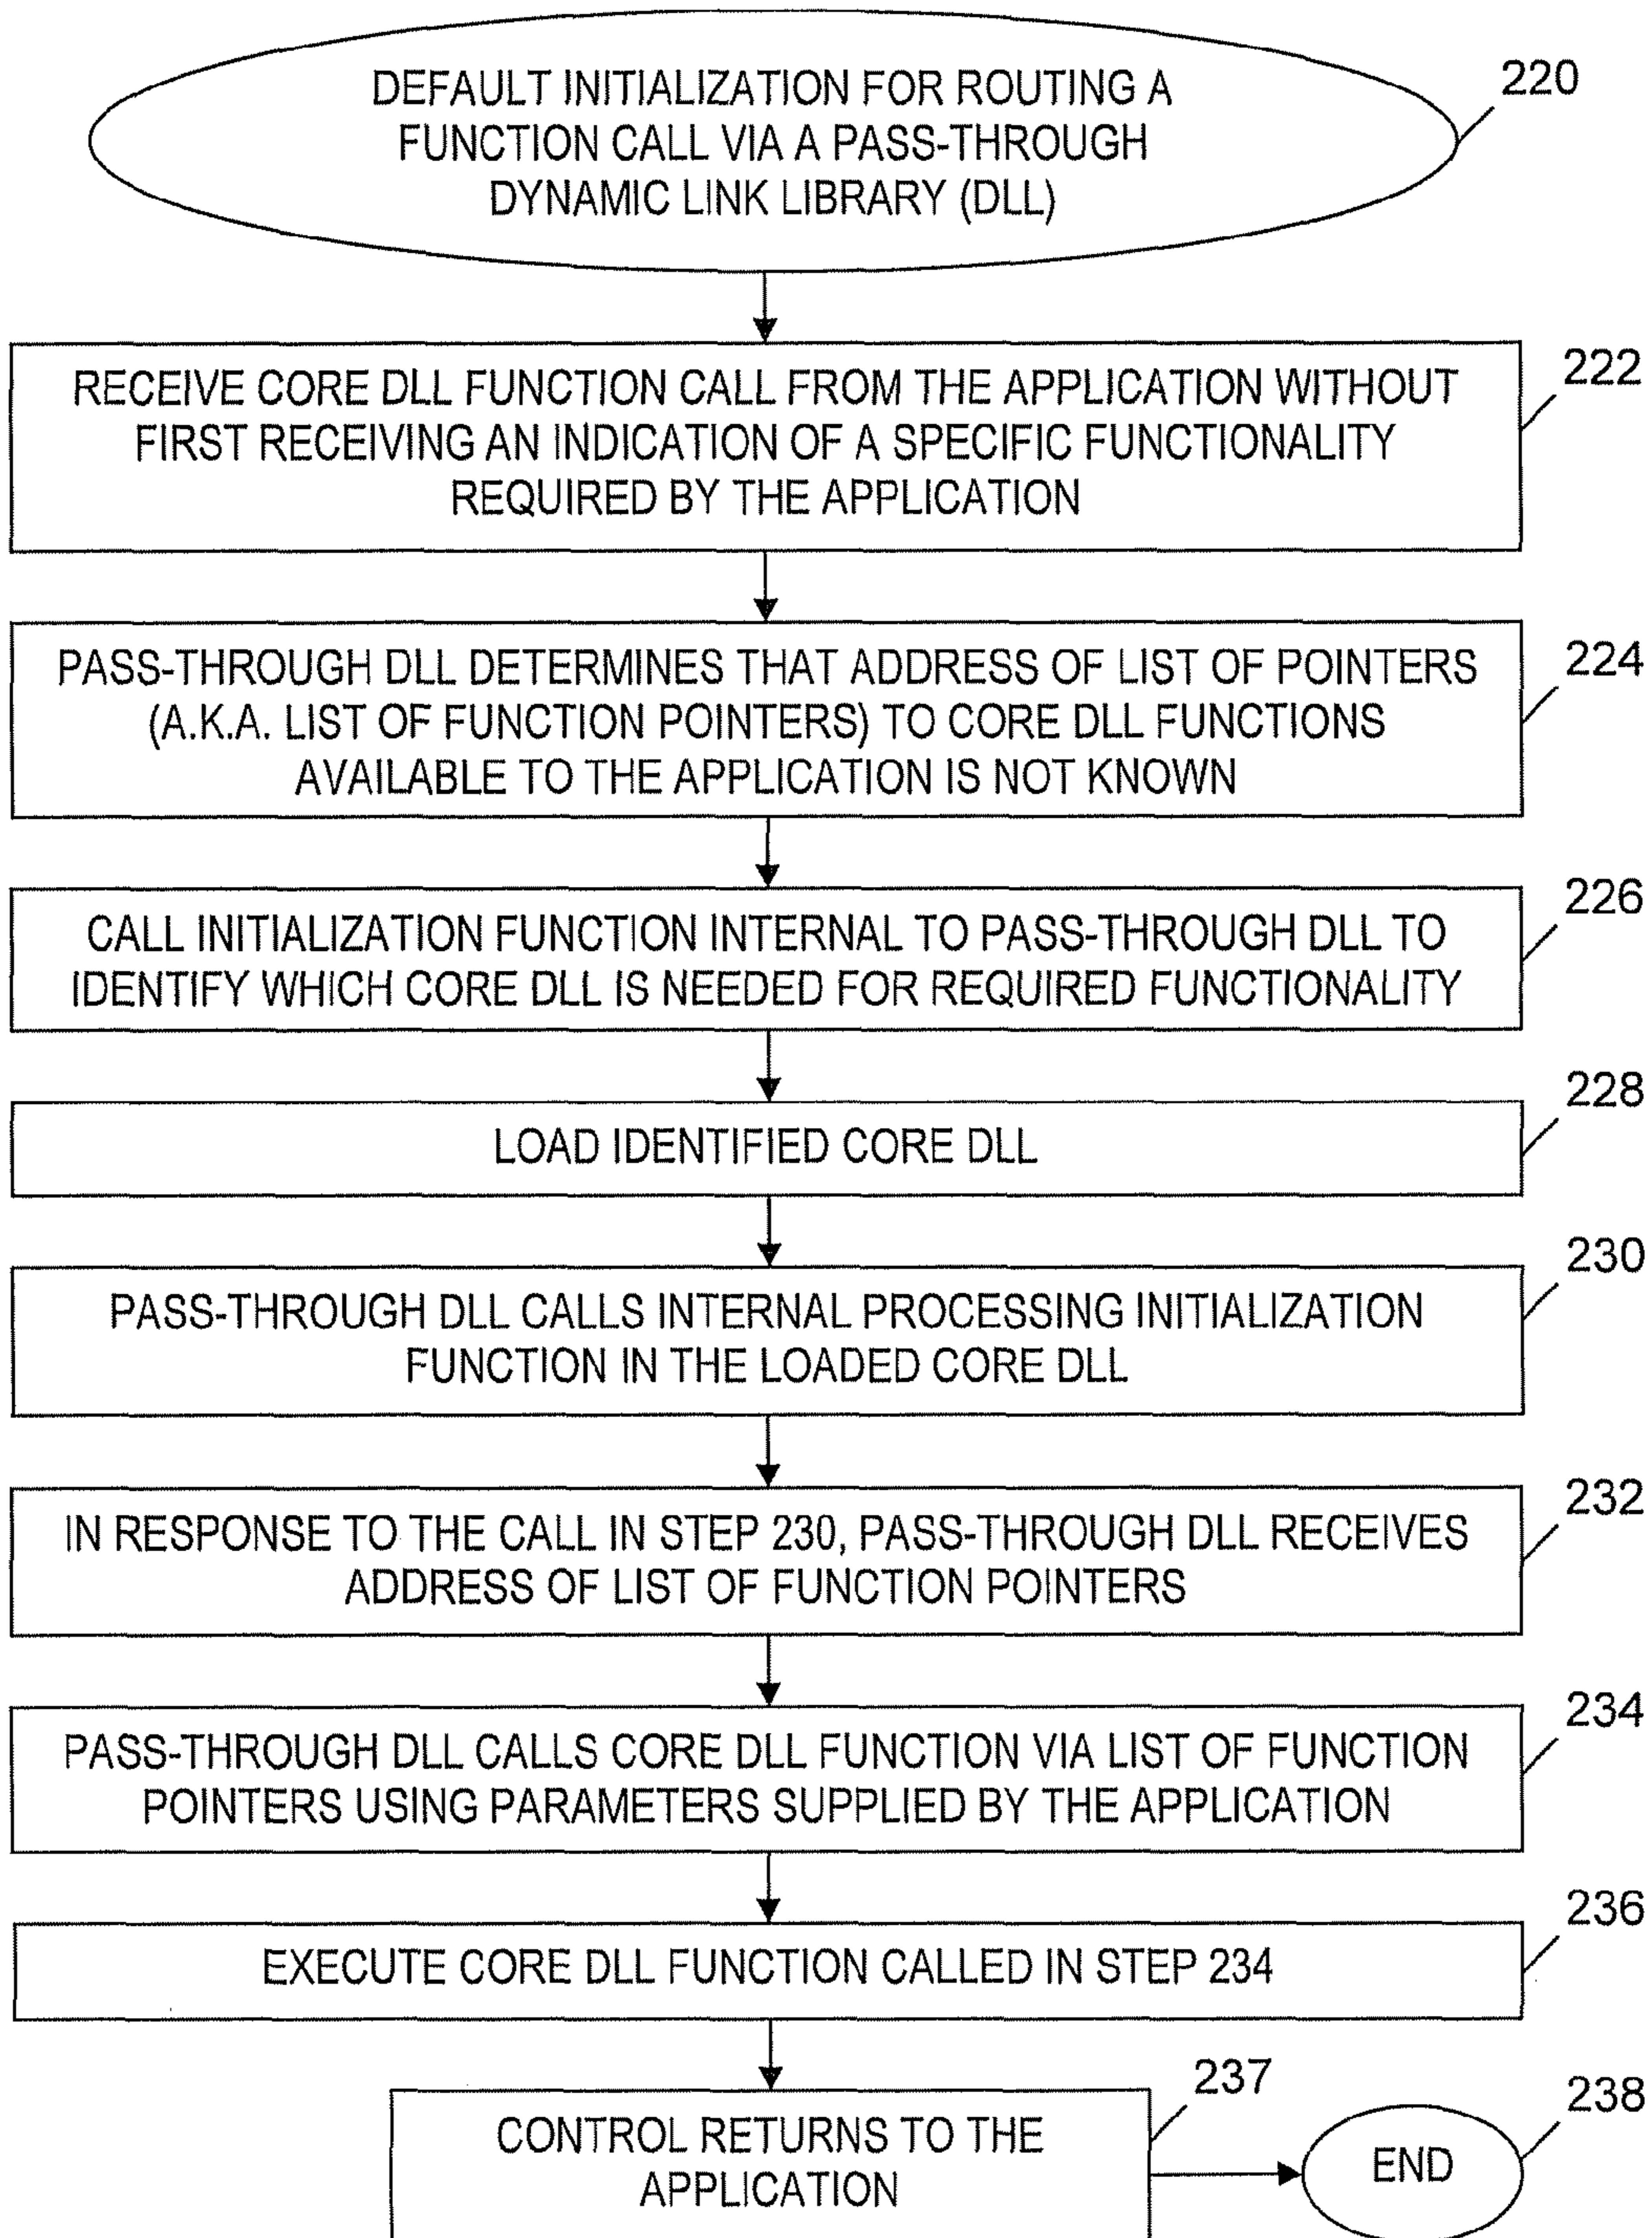 DEFAULT INITIALIZATION FOR ROUTING A
FUNCTION CALL VIA A PASS-THROUGH
DYNAMIC LINK LIBRARY (DLL)
220
RECEIVE CORE DLL FUNCTION CALL FROM THE APPLICATION WITHOUT
FIRST RECEIVING AN INDICATION OF A SPECIFIC FUNCTIONALITY
REQUIRED BY THE APPLICATION
222
PASS-THROUGH DLL DETERMINES THAT ADDRESS OF LIST OF POINTERS
(A.K.A. LIST OF FUNCTION POINTERS) TO CORE DLL FUNCTIONS
AVAILABLE TO THE APPLICATION IS NOT KNOWN
224
CALL INITIALIZATION FUNCTION INTERNAL TO PASS-THROUGH DLL TO
IDENTIFY WHICH CORE DLL IS NEEDED FOR REQUIRED FUNCTIONALITY
226
LOAD IDENTIFIED CORE DLL
228
PASS-THROUGH DLL CALLS INTERNAL PROCESSING INITIALIZATION
FUNCTION IN THE LOADED CORE DLL
230
IN RESPONSE TO THE CALL IN STEP 230, PASS-THROUGH DLL RECEIVES
ADDRESS OF LIST OF FUNCTION POINTERS
232
PASS-THROUGH DLL CALLS CORE DLL FUNCTION VIA LIST OF FUNCTION
POINTERS USING PARAMETERS SUPPLIED BY THE APPLICATION
234
EXECUTE CORE DLL FUNCTION CALLED IN STEP 234
236
CONTROL RETURNS TO THE
APPLICATION
237
END
238